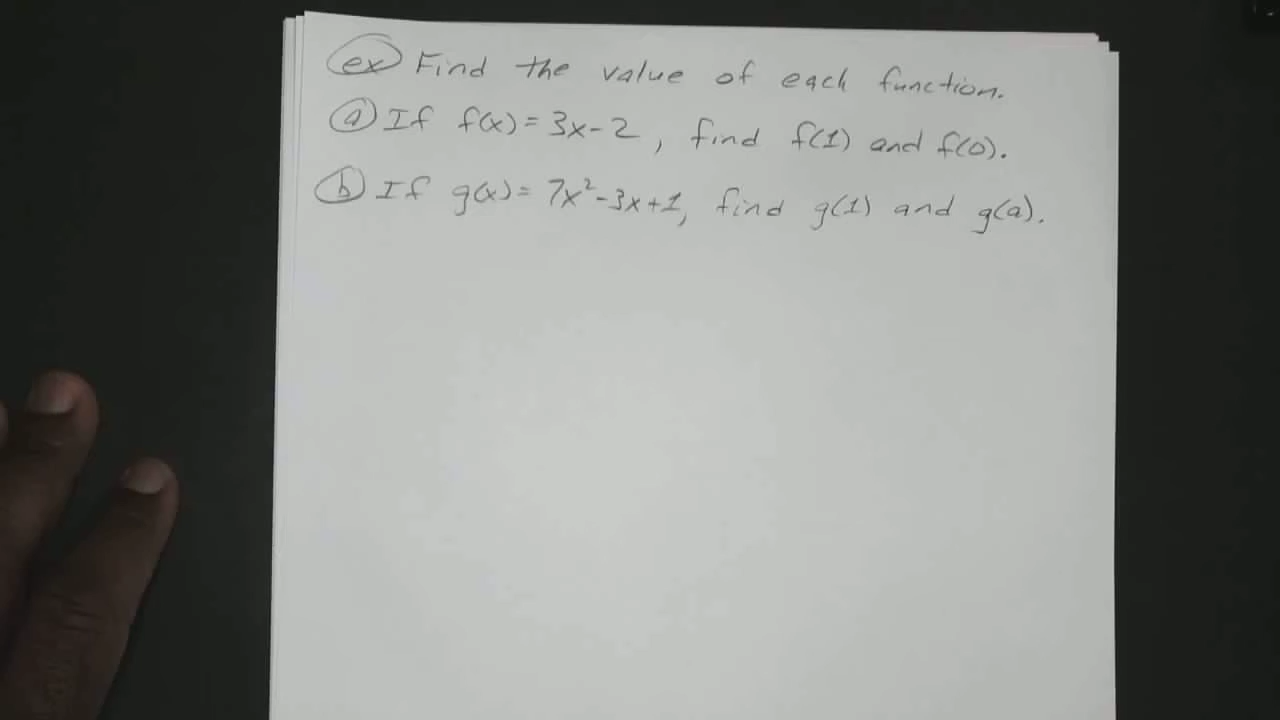 ex Find the value of each function.
a If f(x) = 3x - 2, find f(1) and f(0).
b If g(x) = 7x² - 3x + 1, find g(1) and g(a).